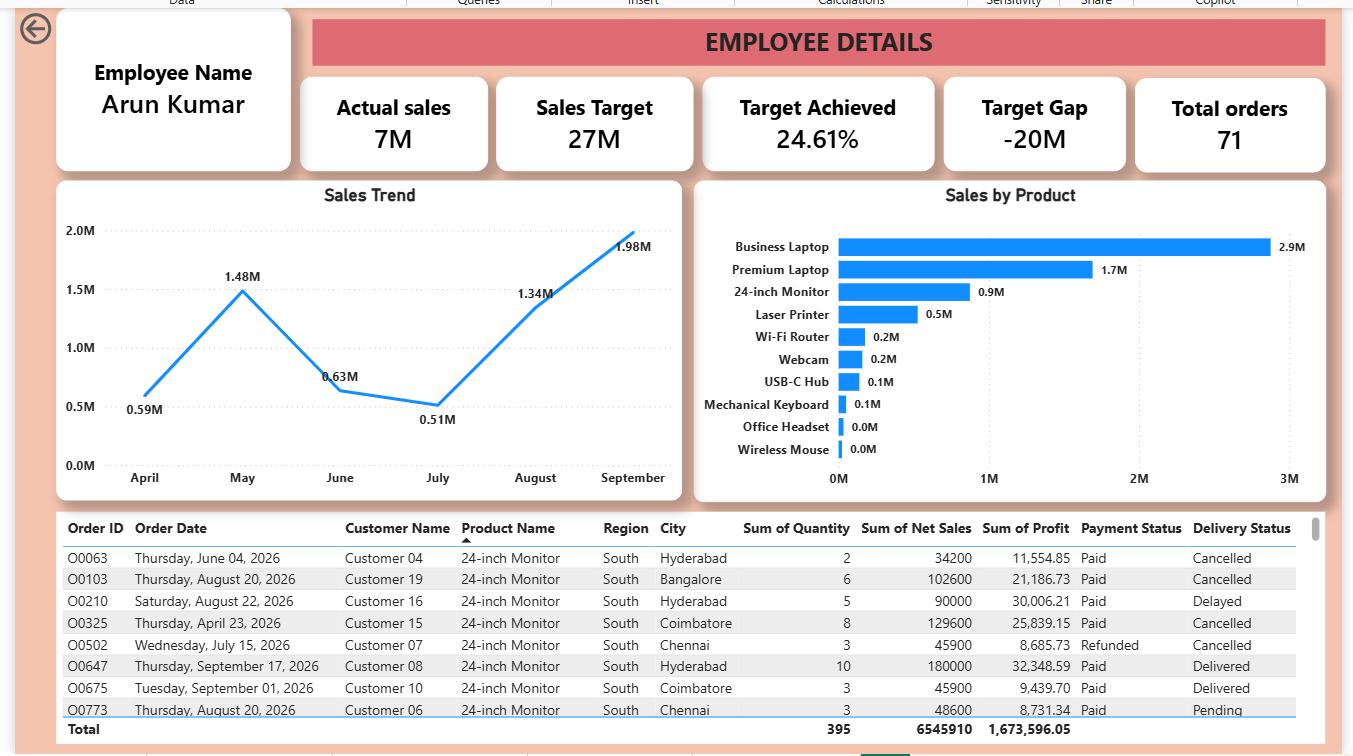 Data Queries Insert Calculations Sensitivity Share Copilot
EMPLOYEE DETAILS
Employee Name
Arun Kumar
Actual sales
7M
Sales Target
27M
Target Achieved
24.61%
Target Gap
-20M
Total orders
71
Sales Trend
2.0M
1.5M
1.0M
0.5M
0.0M
0.59M
1.48M
0.63M
0.51M
1.34M
1.98M
April May June July August September
Sales by Product
Business Laptop 2.9M
Premium Laptop 1.7M
24-inch Monitor 0.9M
Laser Printer 0.5M
Wi-Fi Router 0.2M
Webcam 0.2M
USB-C Hub 0.1M
Mechanical Keyboard 0.1M
Office Headset 0.0M
Wireless Mouse 0.0M
0M 1M 2M 3M
Order ID Order Date Customer Name Product Name Region City Sum of Quantity Sum of Net Sales Sum of Profit Payment Status Delivery Status
O0063 Thursday, June 04, 2026 Customer 04 24-inch Monitor South Hyderabad 2 34200 11,554.85 Paid Cancelled
O0103 Thursday, August 20, 2026 Customer 19 24-inch Monitor South Bangalore 6 102600 21,186.73 Paid Cancelled
O0210 Saturday, August 22, 2026 Customer 16 24-inch Monitor South Hyderabad 5 90000 30,006.21 Paid Delayed
O0325 Thursday, April 23, 2026 Customer 15 24-inch Monitor South Coimbatore 8 129600 25,839.15 Paid Cancelled
O0502 Wednesday, July 15, 2026 Customer 07 24-inch Monitor South Chennai 3 45900 8,685.73 Refunded Cancelled
O0647 Thursday, September 17, 2026 Customer 08 24-inch Monitor South Hyderabad 10 180000 32,348.59 Paid Delivered
O0675 Tuesday, September 01, 2026 Customer 10 24-inch Monitor South Coimbatore 3 45900 9,439.70 Paid Delivered
O0773 Thursday, August 20, 2026 Customer 06 24-inch Monitor South Chennai 3 48600 8,731.34 Paid Pending
Total 395 6545910 1,673,596.05